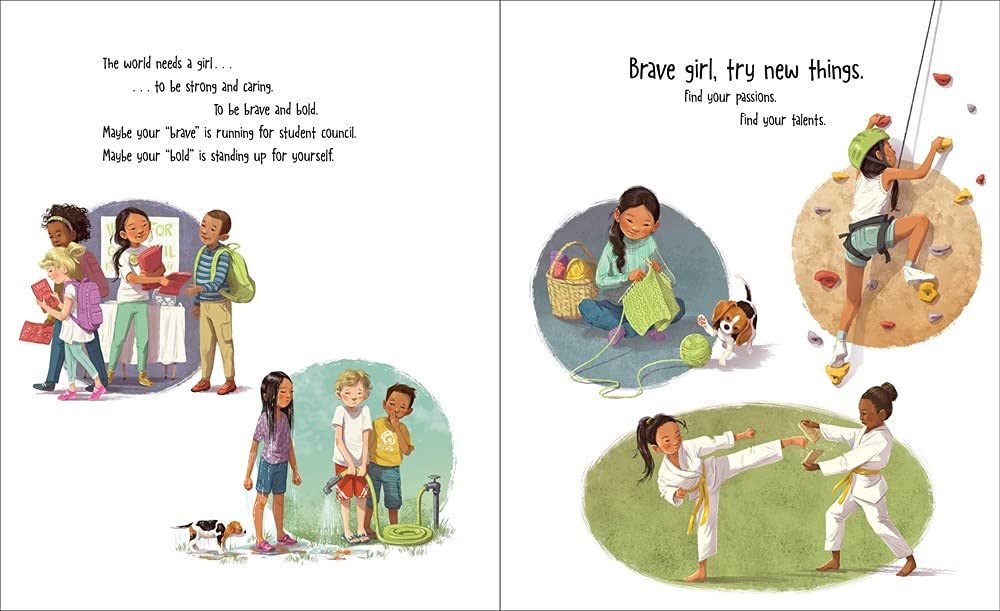 The world needs a girl . . .
. . . to be strong and caring.
To be brave and bold.
Maybe your “brave” is running for student council.
Maybe your “bold” is standing up for yourself.
Brave girl, try new things.
Find your passions.
Find your talents.
FOR